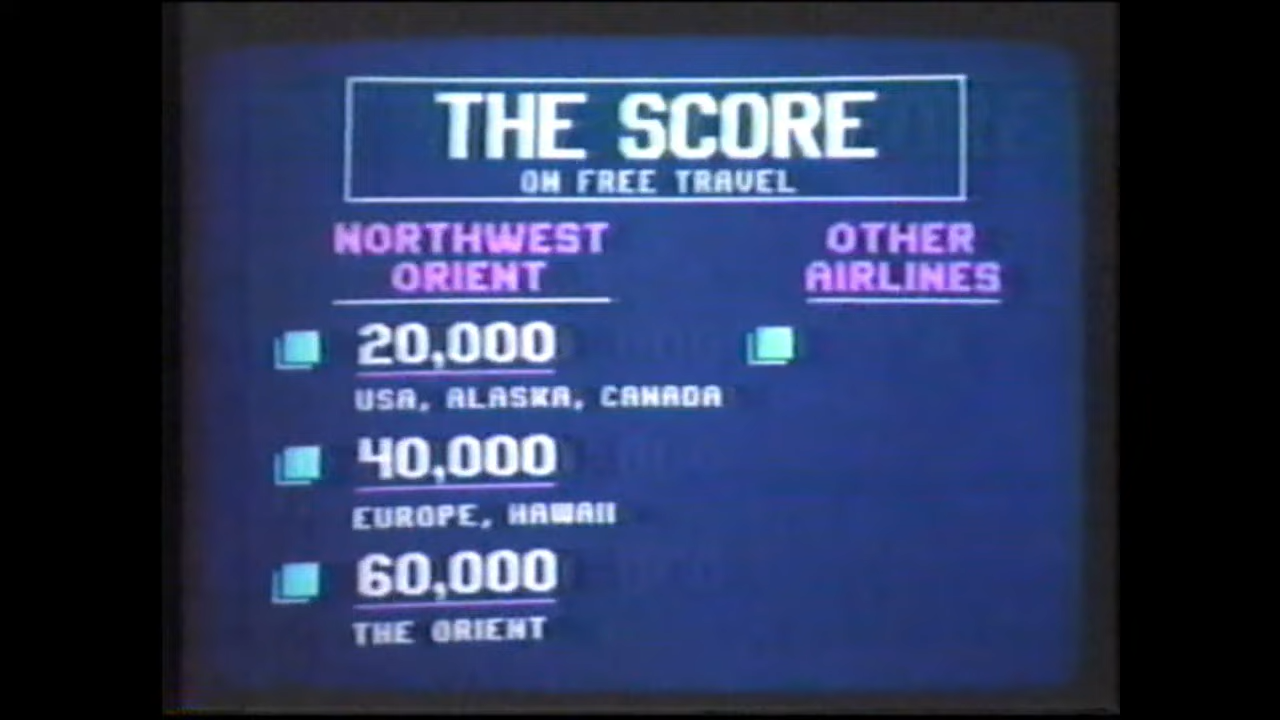 THE SCORE
ON FREE TRAVEL
NORTHWEST
ORIENT
OTHER
AIRLINES
20,000
USA, ALASKA, CANADA
40,000
EUROPE, HAWAII
60,000
THE ORIENT